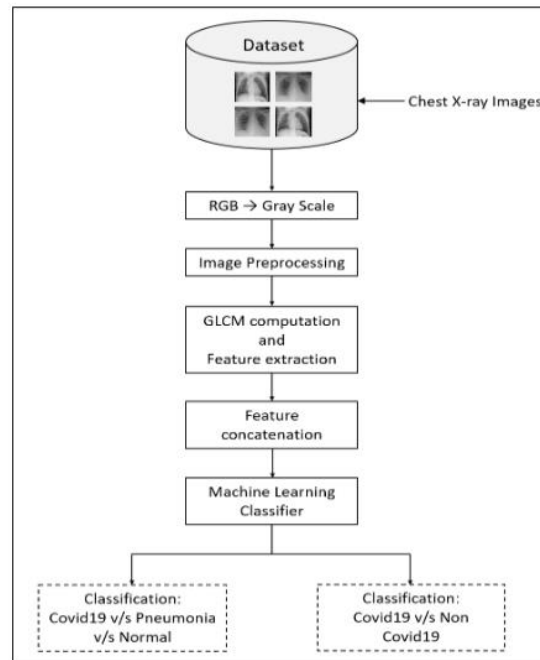 Dataset
Chest X-ray Images
RGB → Gray Scale
Image Preprocessing
GLCM computation
and
Feature extraction
Feature
concatenation
Machine Learning
Classifier
Classification:
Covid19 v/s Pneumonia
v/s Normal
Classification:
Covid19 v/s Non
Covid19